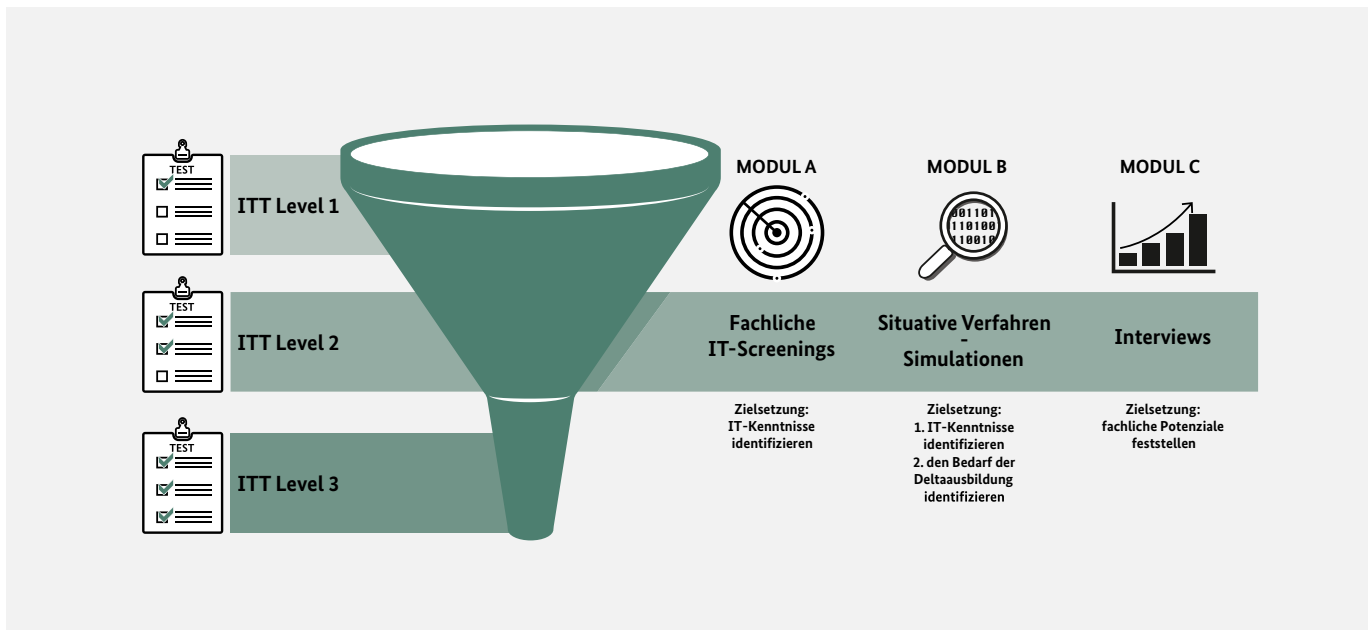 TEST
ITT Level 1
TEST
ITT Level 2
TEST
ITT Level 3
MODUL A
Fachliche
IT-Screenings
Zielsetzung:
IT-Kenntnisse
identifizieren
MODUL B
001101
110100
110010
Situative Verfahren
-
Simulationen
Zielsetzung:
1. IT-Kenntnisse
identifizieren
2. den Bedarf der
Deltaausbildung
identifizieren
MODUL C
Interviews
Zielsetzung:
fachliche Potenziale
feststellen